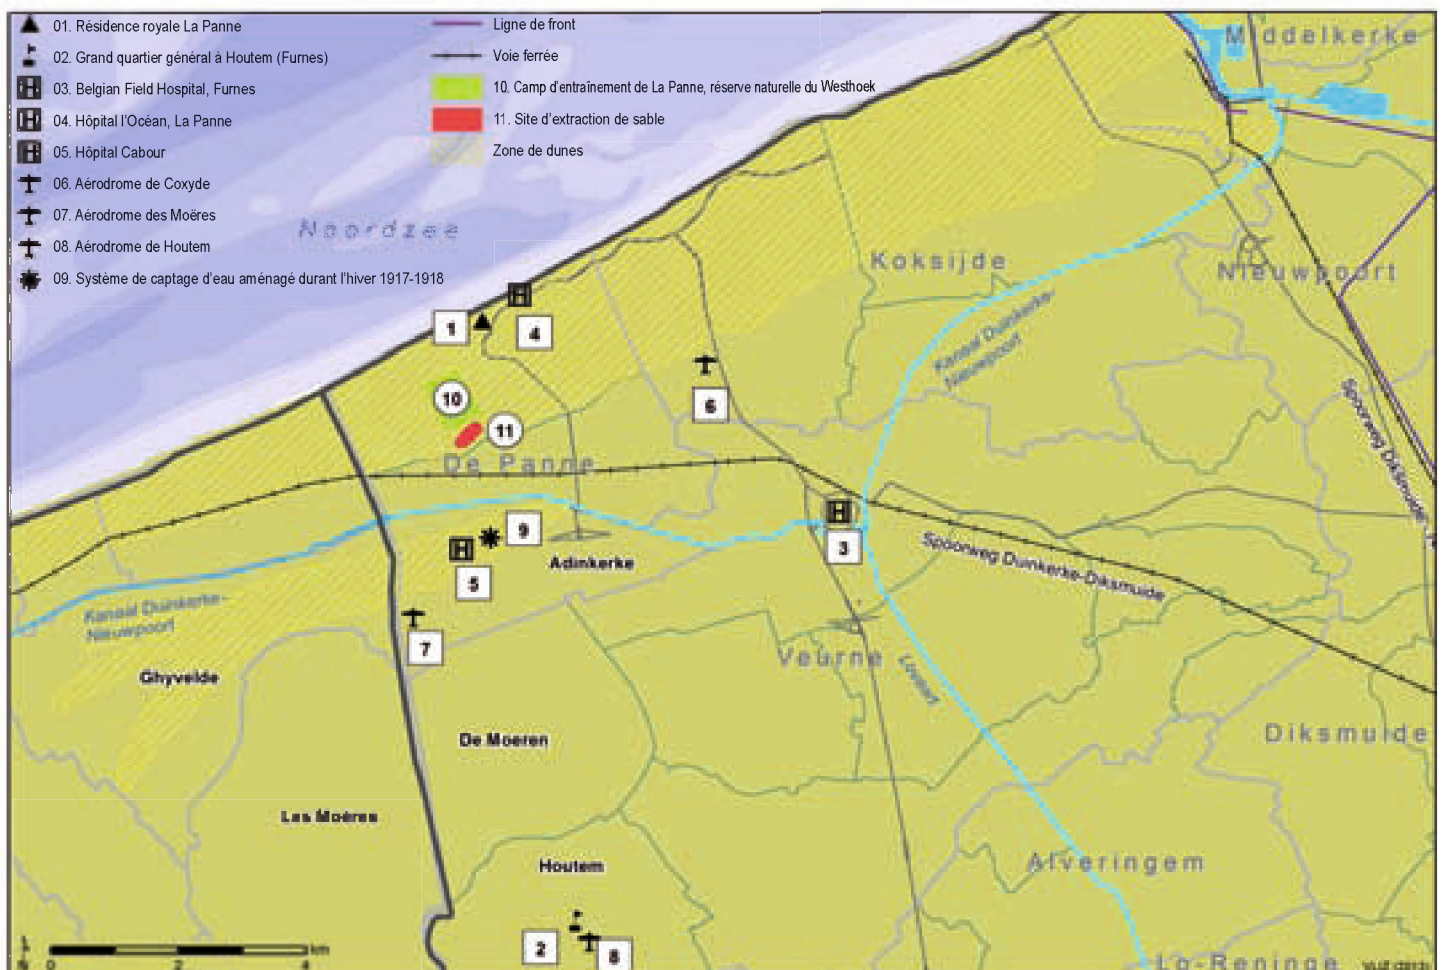 01. Résidence royale La Panne
02. Grand quartier général à Houtem (Furnes)
03. Belgian Field Hospital, Furnes
04. Hôpital l'Océan, La Panne
05. Hôpital Cabour
06. Aérodrome de Coxyde
07. Aérodrome des Moëres
08. Aérodrome de Houtem
09. Système de captage d'eau aménagé durant l'hiver 1917-1918
Ligne de front
Voie ferrée
10. Camp d'entraînement de La Panne, réserve naturelle du Westhoek
11. Site d'extraction de sable
Zone de dunes
Middelkerke
Noordzee
Koksijde
Nieuwpoort
Kanaal Duinkerke-
Nieuwpoort
1
4
6
10
11
De Panne
Spoorweg Diksmuide
9
H
3
5
Adinkerke
Spoorweg Duinkerke-Diksmuide
Kanaal Duinkerke-
Nieuwpoort
7
Veurne
Lovaart
Ghyvelde
De Moeren
Diksmuide
Les Moëres
Houtem
Alveringem
2
8
Lo-Reninge
km
0 2 4